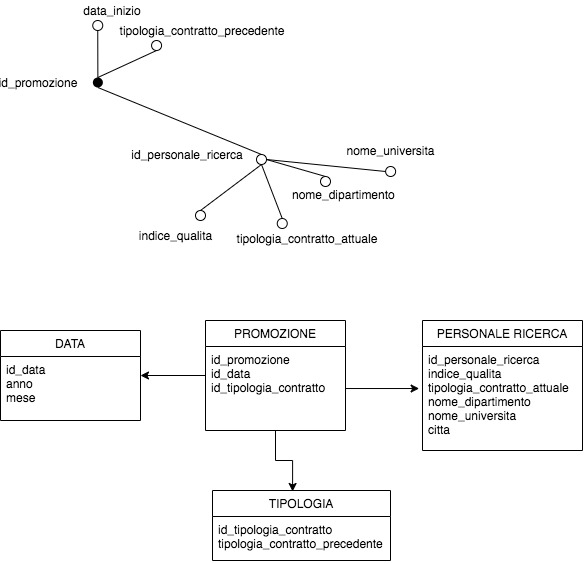 data_inizio
tipologia_contratto_precedente
id_promozione
id_personale_ricerca
nome_universita
nome_dipartimento
indice_qualita
tipologia_contratto_attuale
DATA
id_data
anno
mese
PROMOZIONE
id_promozione
id_data
id_tipologia_contratto
PERSONALE RICERCA
id_personale_ricerca
indice_qualita
tipologia_contratto_attuale
nome_dipartimento
nome_universita
citta
TIPOLOGIA
id_tipologia_contratto
tipologia_contratto_precedente